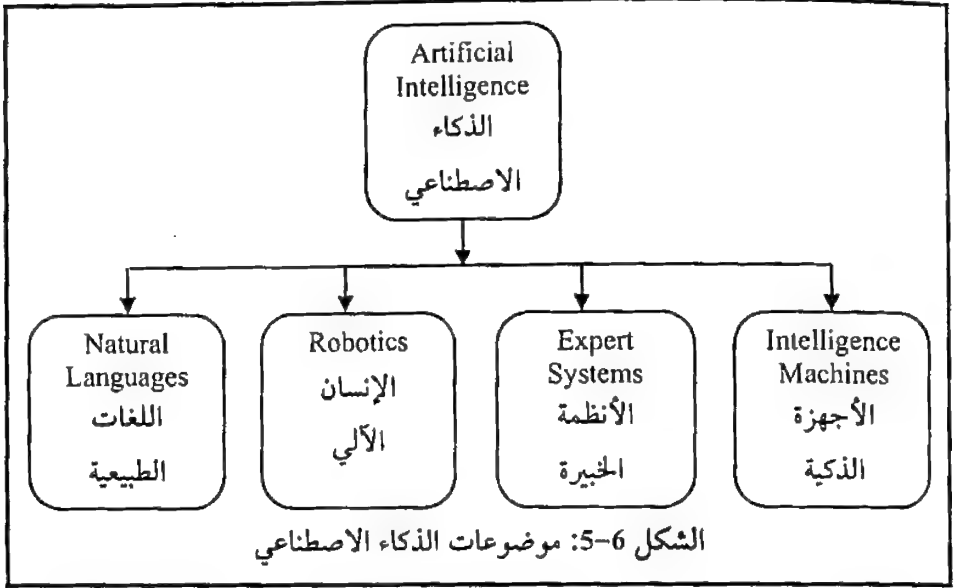 Artificial
Intelligence
الذكاء
الاصطناعي
Natural
Languages
اللغات
الطبيعية
Robotics
الإنسان
الآلي
Expert
Systems
الأنظمة
الخبيرة
Intelligence
Machines
الأجهزة
الذكية
الشكل 6-5: موضوعات الذكاء الاصطناعي